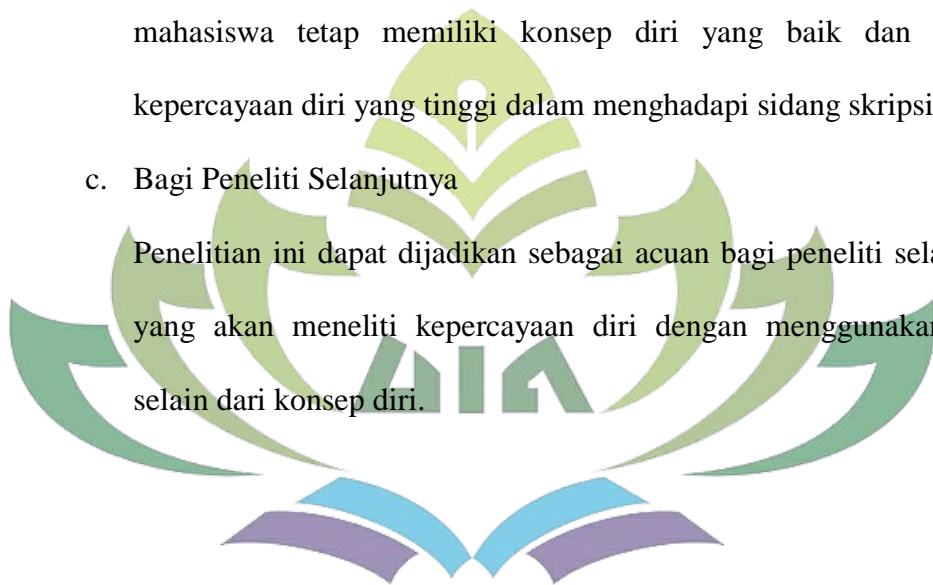 mahasiswa tetap memiliki konsep diri yang baik dan
kepercayaan diri yang tinggi dalam menghadapi sidang skripsi
c. Bagi Peneliti Selanjutnya
Penelitian ini dapat dijadikan sebagai acuan bagi peneliti
yang akan meneliti kepercayaan diri dengan menggunakan
UIN
selain dari konsep diri.